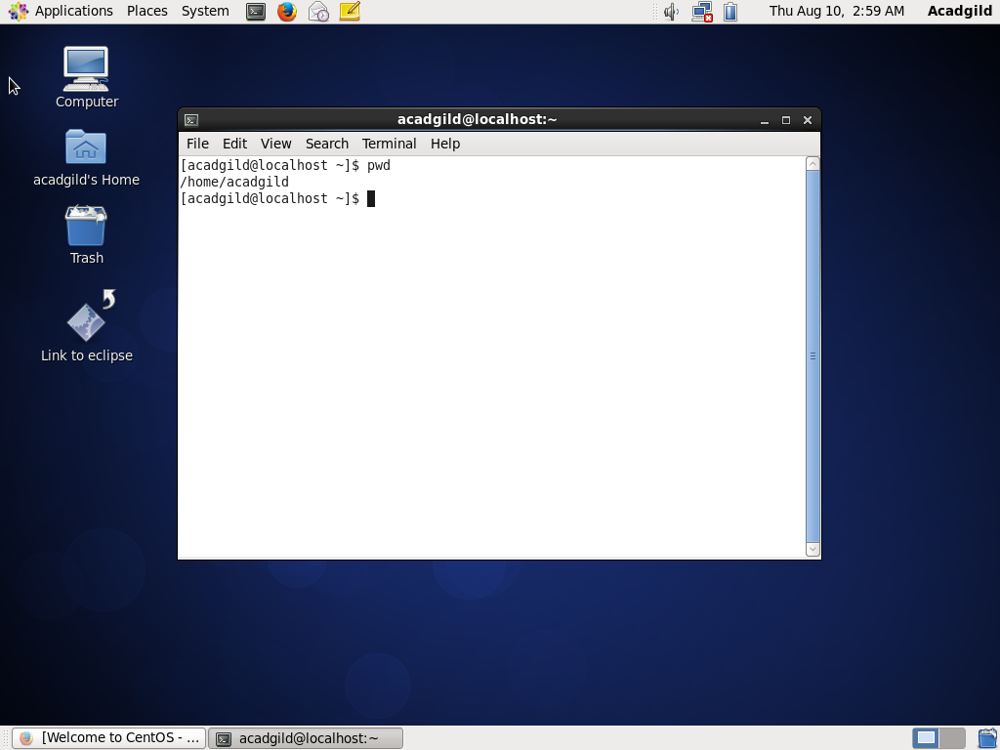 Applications Places System Thu Aug 10, 2:59 AM Acadgild
Computer
acadgild's Home
Trash
Link to eclipse
acadgild@localhost:~
File Edit View Search Terminal Help
[acadgild@localhost ~]$ pwd
/home/acadgild
[acadgild@localhost ~]$
[Welcome to CentOS - ... acadgild@localhost:~